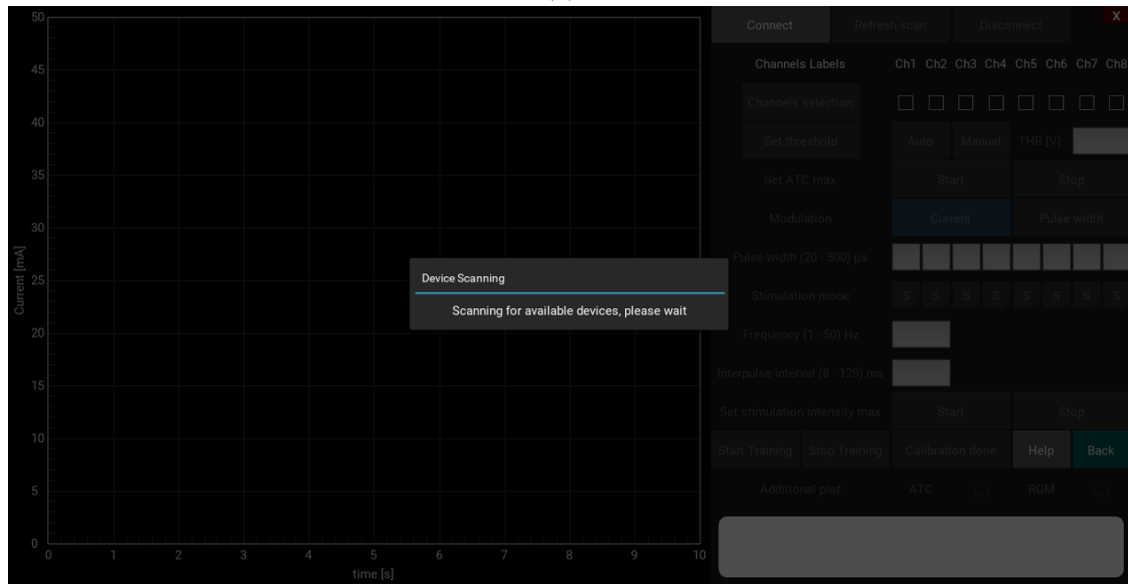 50
45
40
35
30
25
20
15
10
5
0
Current [mA]
0 1 2 3 4 5 6 7 8 9 10
time [s]
Device Scanning
Scanning for available devices, please wait
Connect Refresh scan Disconnect X
Channels Labels Ch1 Ch2 Ch3 Ch4 Ch5 Ch6 Ch7 Ch8
Channels selection
Set threshold Auto Manual THR [V]:
Set ATC max Start Stop
Modulation Current Pulse width
Pulse width (20 - 500) µs
Stimulation mode S S S S S S S S
Frequency (1 - 50) Hz
Interpulse interval (8 - 129) ms
Set stimulation intensity max Start Stop
Start Training Stop Training Calibration done Help Back
Additional plot ATC ROM